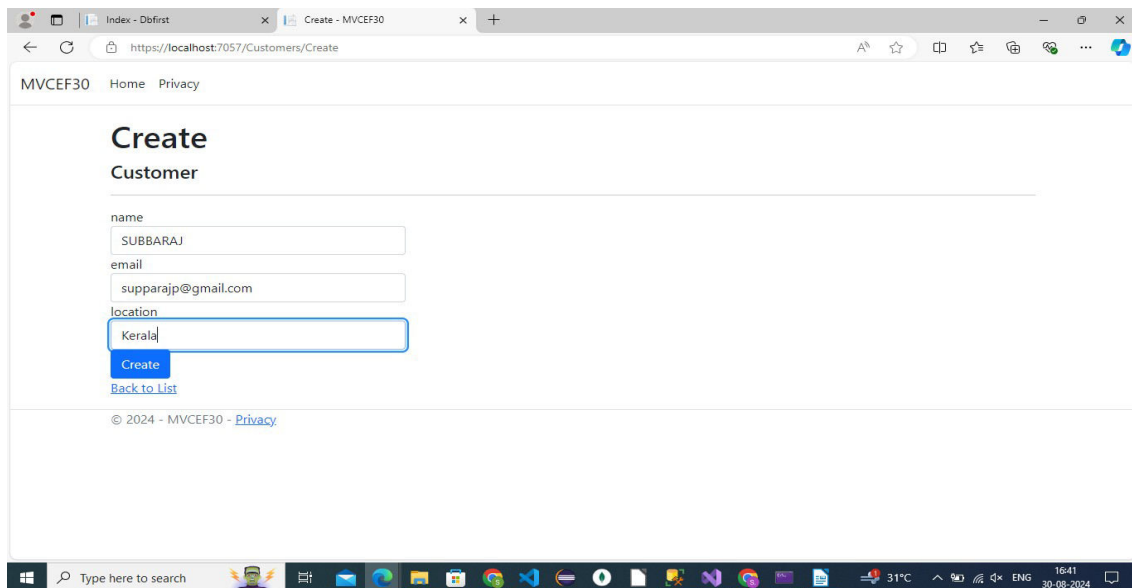 Index - Dbfirst
Create - MVCEF30
https://localhost:7057/Customers/Create
MVCEF30 Home Privacy
Create
Customer
name
SUBBARAJ
email
supparajp@gmail.com
location
Kerala
Create
Back to List
© 2024 - MVCEF30 - Privacy
Type here to search
31°C
ENG
16:41
30-08-2024